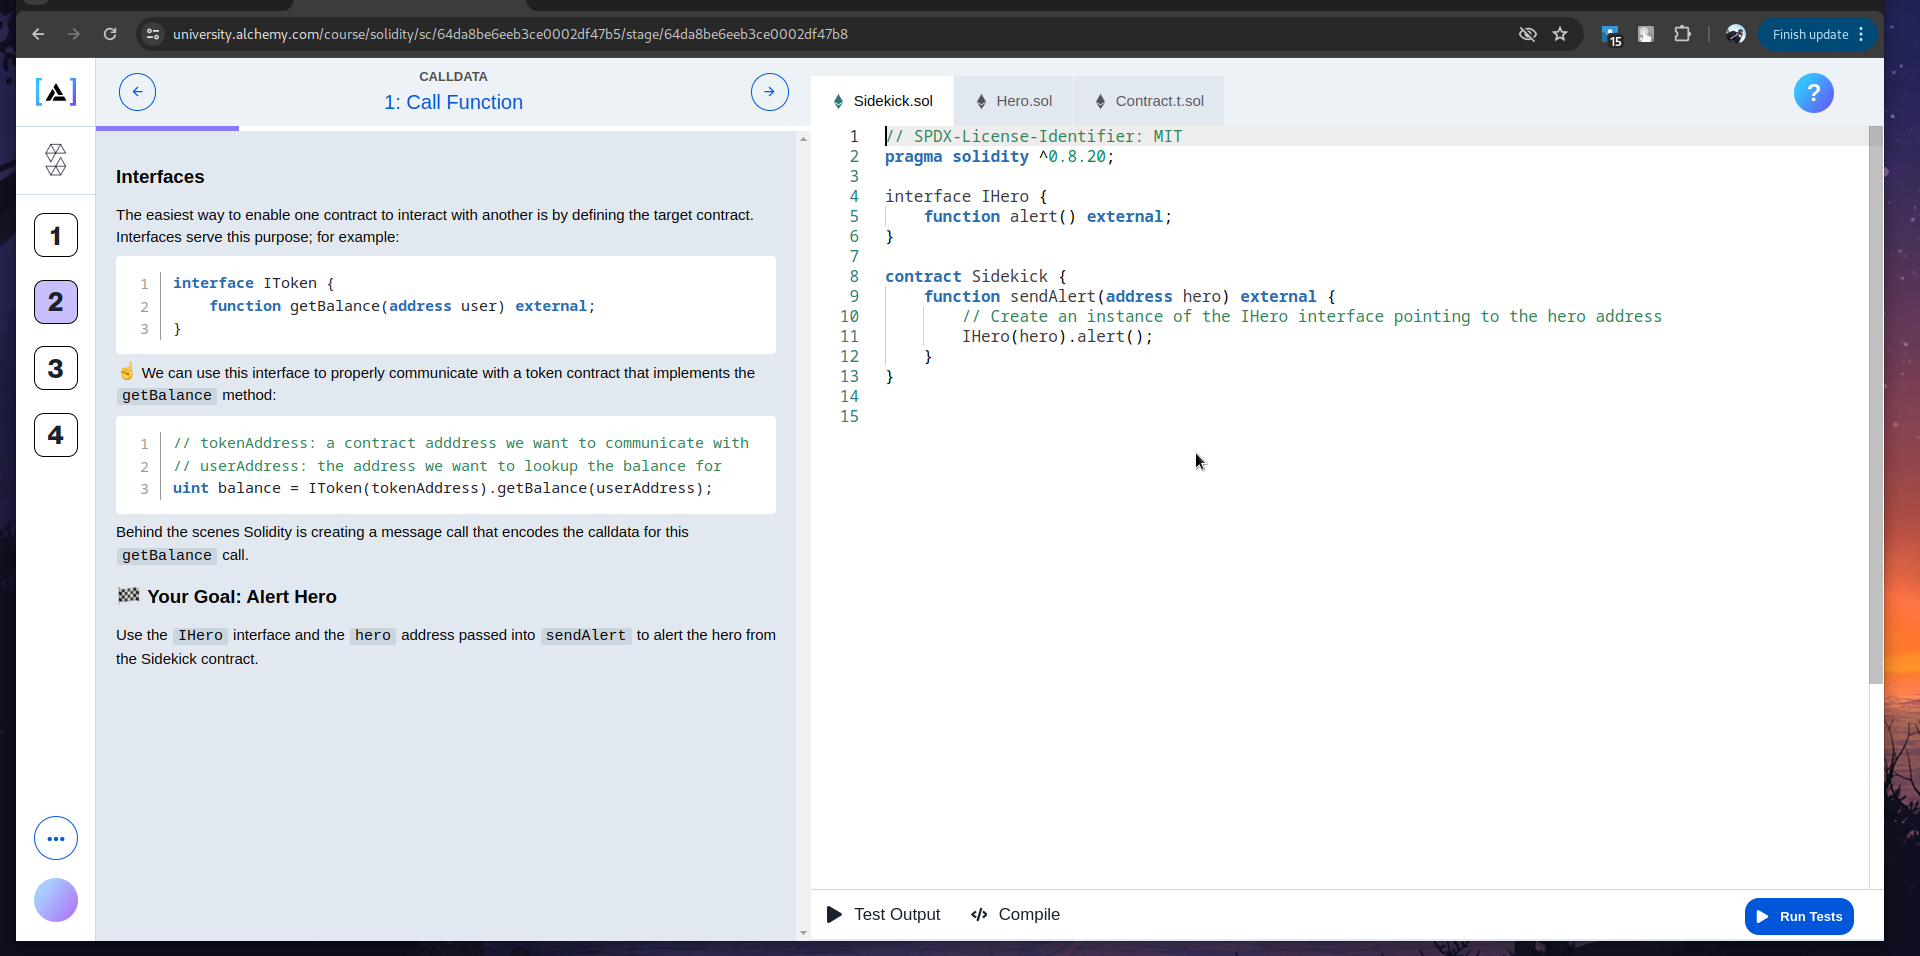 university.alchemy.com/course/solidity/sc/64da8be6eeb3ce0002df47b5/stage/64da8be6eeb3ce0002df47b8
15
Finish update
CALLDATA
1: Call Function
1
2
3
4
Interfaces
The easiest way to enable one contract to interact with another is by defining the target contract.
Interfaces serve this purpose; for example:
1 interface IToken {
2     function getBalance(address user) external;
3 }
☝️ We can use this interface to properly communicate with a token contract that implements the
getBalance method:
1 // tokenAddress: a contract adddress we want to communicate with
2 // userAddress: the address we want to lookup the balance for
3 uint balance = IToken(tokenAddress).getBalance(userAddress);
Behind the scenes Solidity is creating a message call that encodes the calldata for this
getBalance call.
🏁 Your Goal: Alert Hero
Use the IHero interface and the hero address passed into sendAlert to alert the hero from
the Sidekick contract.
Sidekick.sol
Hero.sol
Contract.t.sol
?
1 // SPDX-License-Identifier: MIT
2 pragma solidity ^0.8.20;
3
4 interface IHero {
5     function alert() external;
6 }
7
8 contract Sidekick {
9     function sendAlert(address hero) external {
10         // Create an instance of the IHero interface pointing to the hero address
11         IHero(hero).alert();
12     }
13 }
14
15
Test Output
Compile
Run Tests